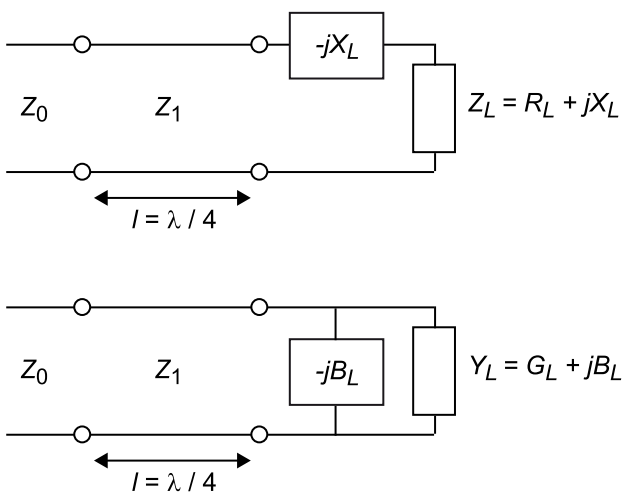 -jX_L
Z_0
Z_1
Z_L = R_L + jX_L
l = λ / 4
Z_0
Z_1
-jB_L
Y_L = G_L + jB_L
l = λ / 4